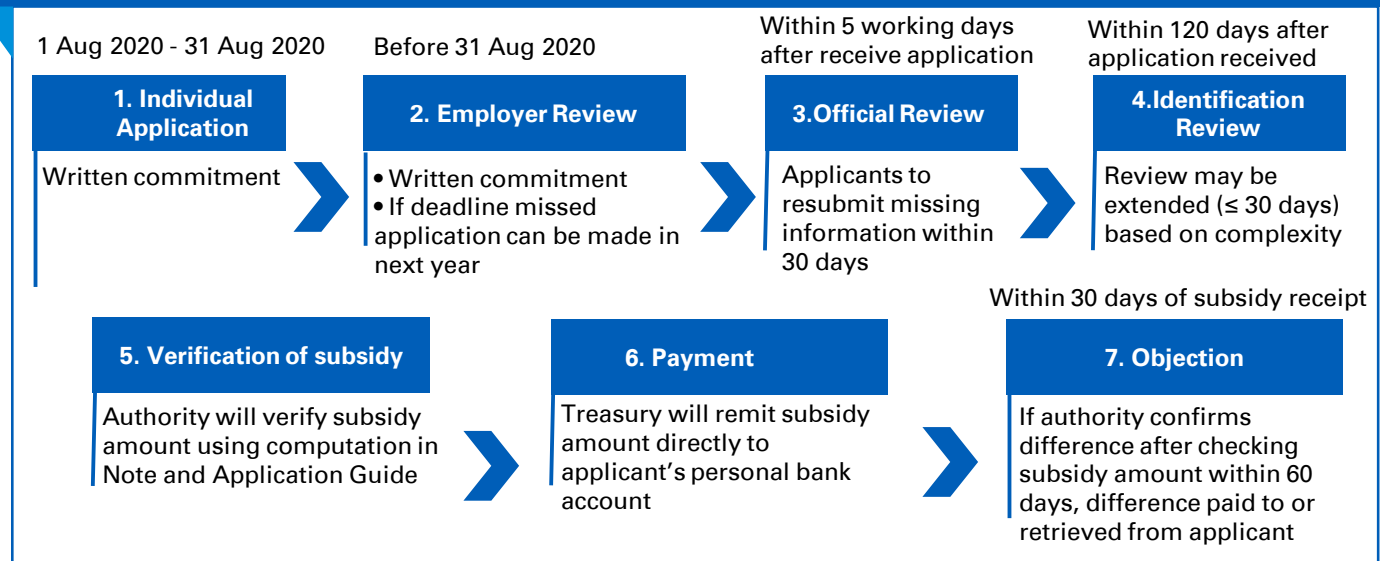 1 Aug 2020 - 31 Aug 2020
1. Individual
Application
Written commitment
Before 31 Aug 2020
2. Employer Review
• Written commitment
• If deadline missed
application can be made in
next year
Within 5 working days
after receive application
3.Official Review
Applicants to
resubmit missing
information within
30 days
Within 120 days after
application received
4.Identification
Review
Review may be
extended (≤ 30 days)
based on complexity
5. Verification of subsidy
Authority will verify subsidy
amount using computation in
Note and Application Guide
6. Payment
Treasury will remit subsidy
amount directly to
applicant's personal bank
account
Within 30 days of subsidy receipt
7. Objection
If authority confirms
difference after checking
subsidy amount within 60
days, difference paid to or
retrieved from applicant